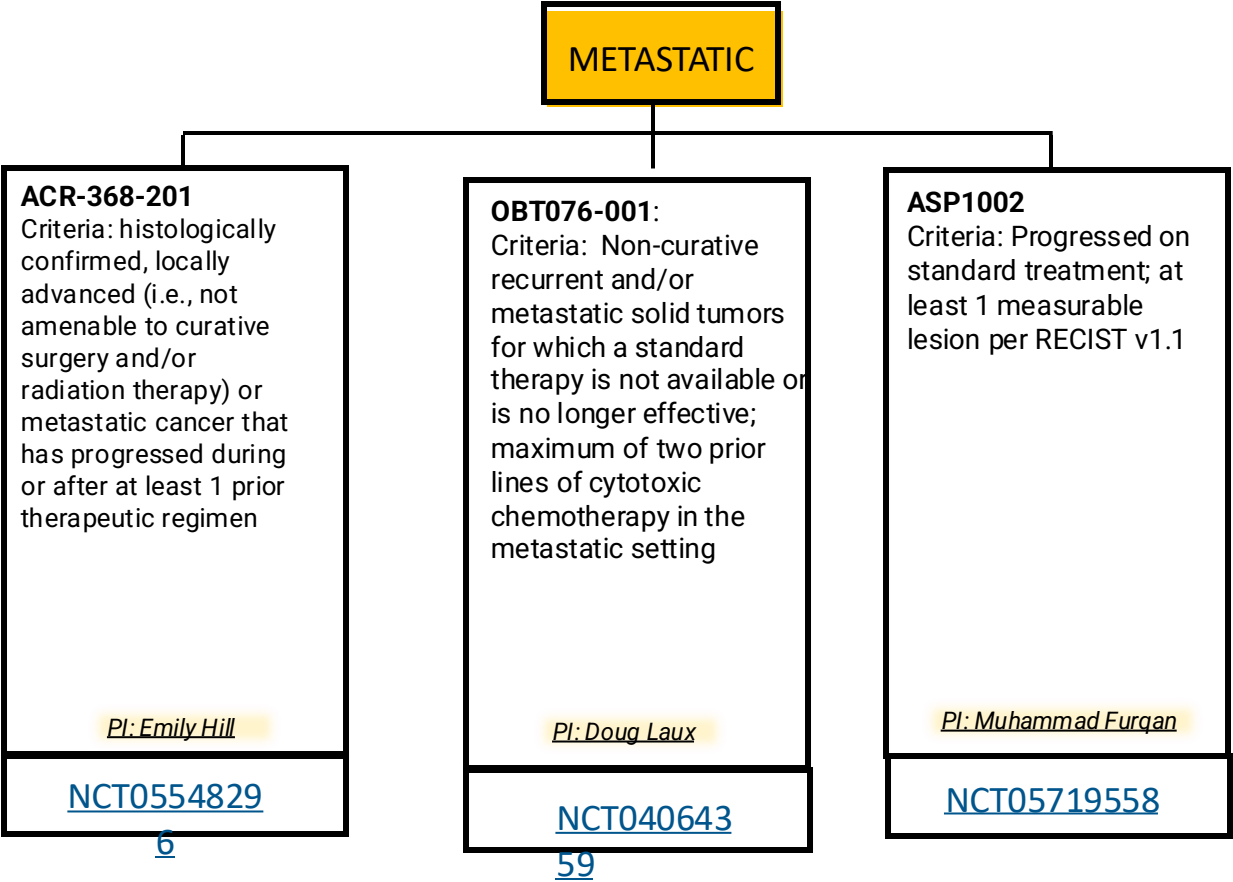 METASTATIC
ACR-368-201
Criteria: histologically
confirmed, locally
advanced (i.e., not
amenable to curative
surgery and/or
radiation therapy) or
metastatic cancer that
has progressed during
or after at least 1 prior
therapeutic regimen
PI: Emily Hill
NCT0554829
6
OBT076-001:
Criteria:  Non-curative
recurrent and/or
metastatic solid tumors
for which a standard
therapy is not available or
is no longer effective;
maximum of two prior
lines of cytotoxic
chemotherapy in the
metastatic setting
PI: Doug Laux
NCT040643
59
ASP1002
Criteria: Progressed on
standard treatment; at
least 1 measurable
lesion per RECIST v1.1
PI: Muhammad Furqan
NCT05719558